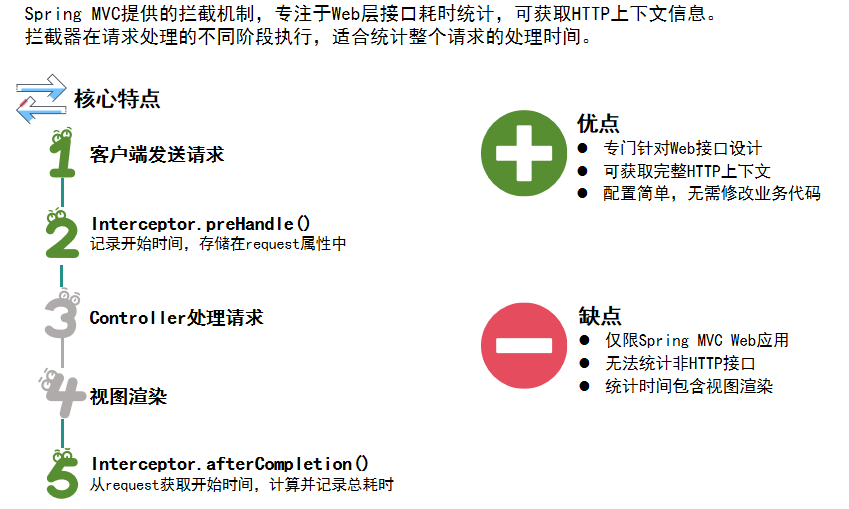 Spring MVC提供的拦截机制，专注于Web层接口耗时统计，可获取HTTP上下文信息。
拦截器在请求处理的不同阶段执行，适合统计整个请求的处理时间。
核心特点
1
客户端发送请求
2
Interceptor.preHandle()
记录开始时间，存储在request属性中
3
Controller处理请求
4
视图渲染
5
Interceptor.afterCompletion()
从request获取开始时间，计算并记录总耗时
优点
● 专门针对Web接口设计
● 可获取完整HTTP上下文
● 配置简单，无需修改业务代码
缺点
● 仅限Spring MVC Web应用
● 无法统计非HTTP接口
● 统计时间包含视图渲染